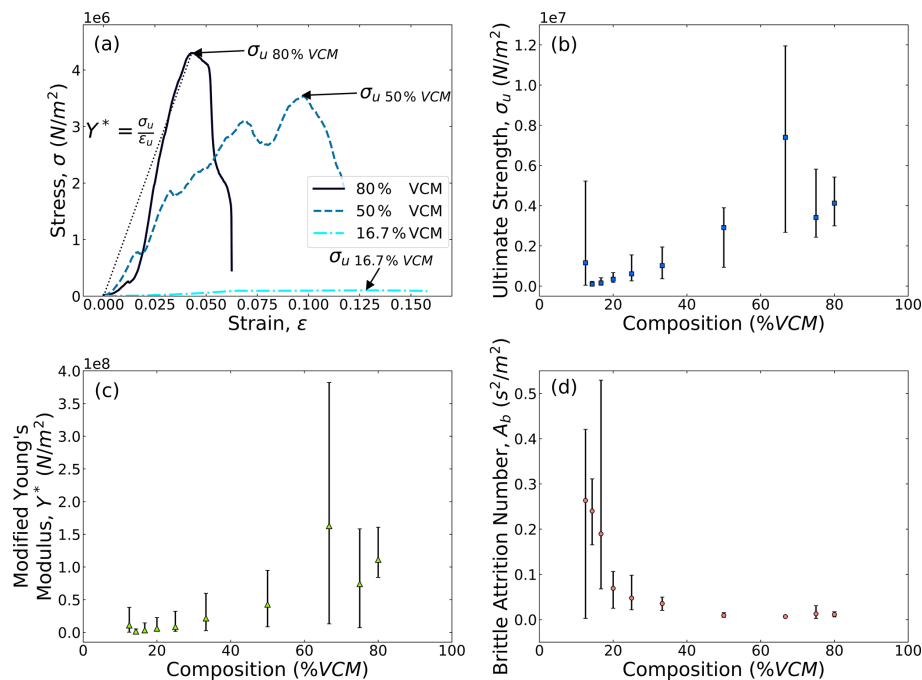 1e6
(a)
σu 80% VCM
σu 50% VCM
Y* = σu/εu
80% VCM
50% VCM
16.7% VCM
σu 16.7% VCM
Stress, σ (N/m²)
4
3
2
1
0
0.000 0.025 0.050 0.075 0.100 0.125 0.150
Strain, ε
1e7
(b)
Ultimate Strength, σu (N/m²)
1.2
1.0
0.8
0.6
0.4
0.2
0.0
0 20 40 60 80 100
Composition (%VCM)
1e8
(c)
Modified Young's
Modulus, Y* (N/m²)
4.0
3.5
3.0
2.5
2.0
1.5
1.0
0.5
0.0
0 20 40 60 80 100
Composition (%VCM)
(d)
Brittle Attrition Number, Ab (s²/m²)
0.5
0.4
0.3
0.2
0.1
0.0
0 20 40 60 80 100
Composition (%VCM)